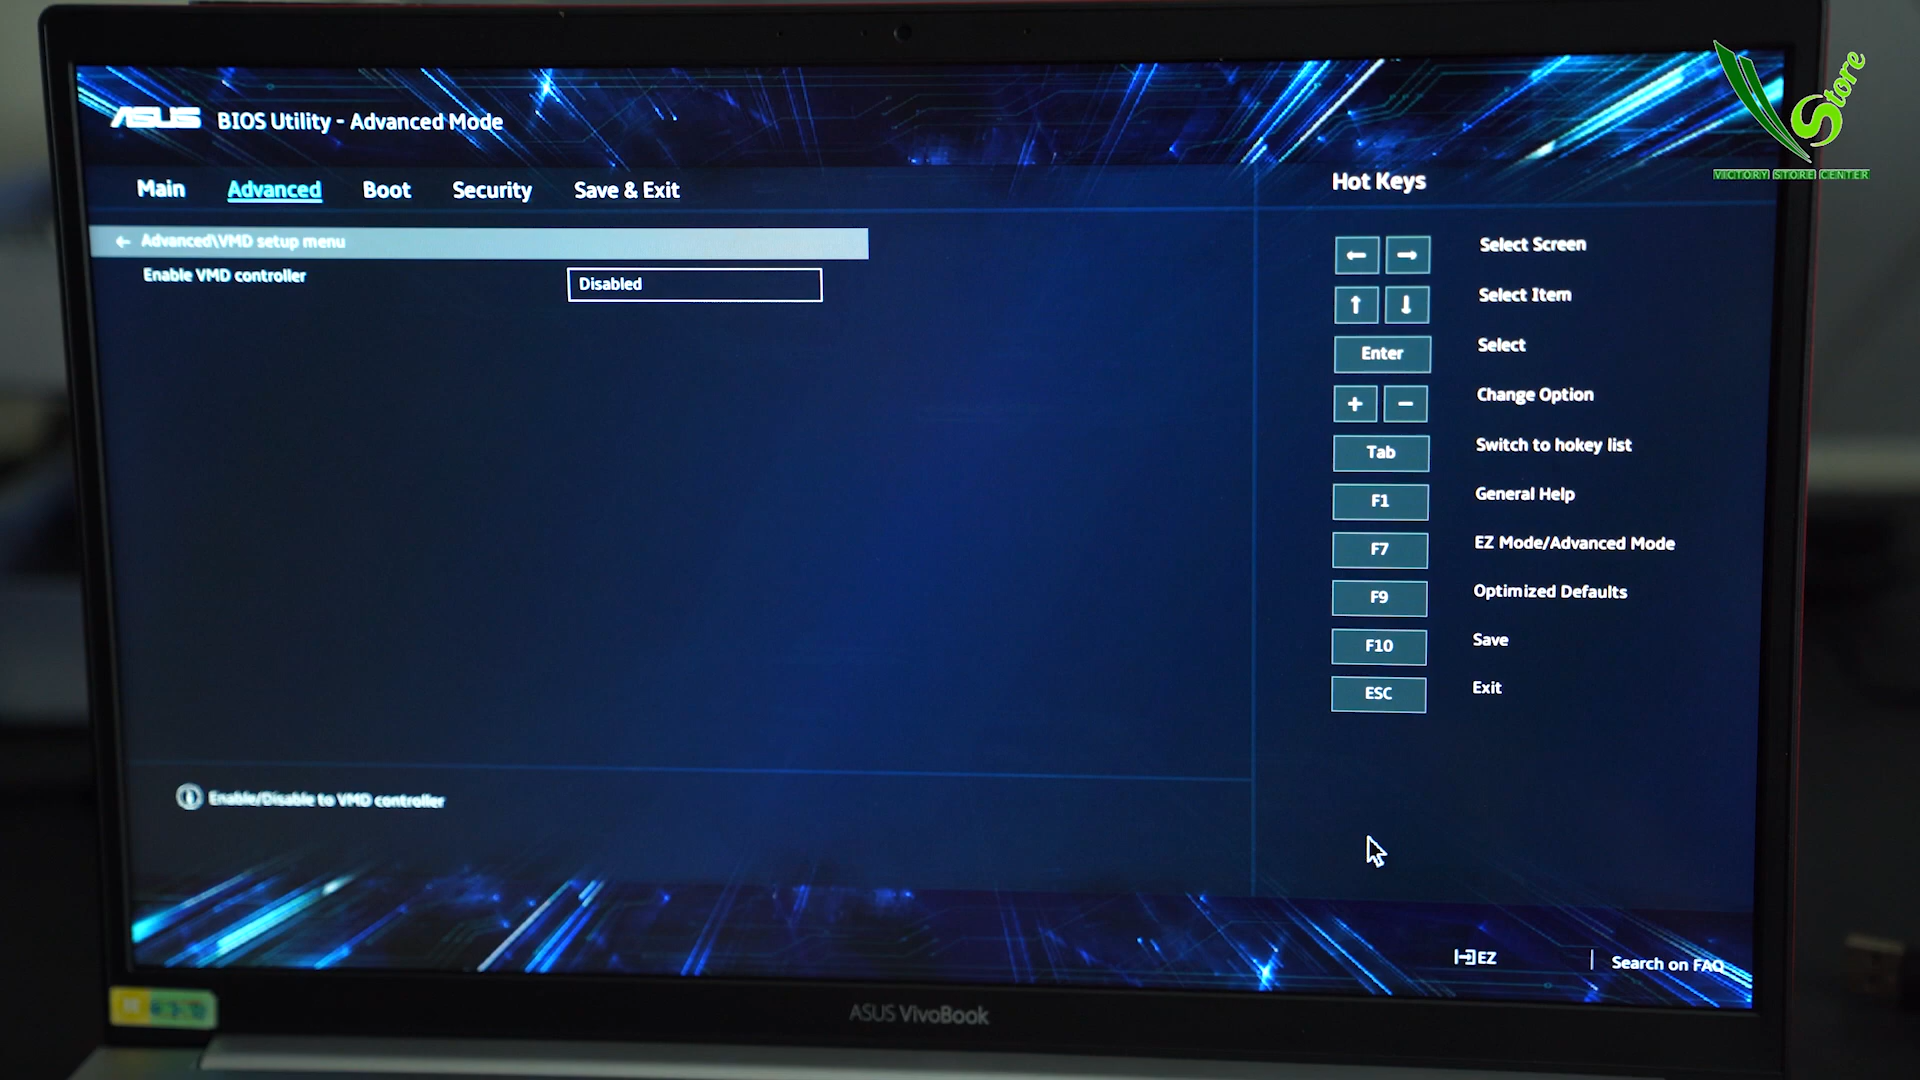 Store
VICTORY STORE CENTER
ASUS BIOS Utility - Advanced Mode
Main Advanced Boot Security Save & Exit
Advanced\VMD setup menu
Enable VMD controller Disabled
Enable/Disable to VMD controller
Hot Keys
← → Select Screen
↑ ↓ Select Item
Enter Select
+ - Change Option
Tab Switch to hokey list
F1 General Help
F7 EZ Mode/Advanced Mode
F9 Optimized Defaults
F10 Save
ESC Exit
EZ | Search on FAQ
ASUS VivoBook